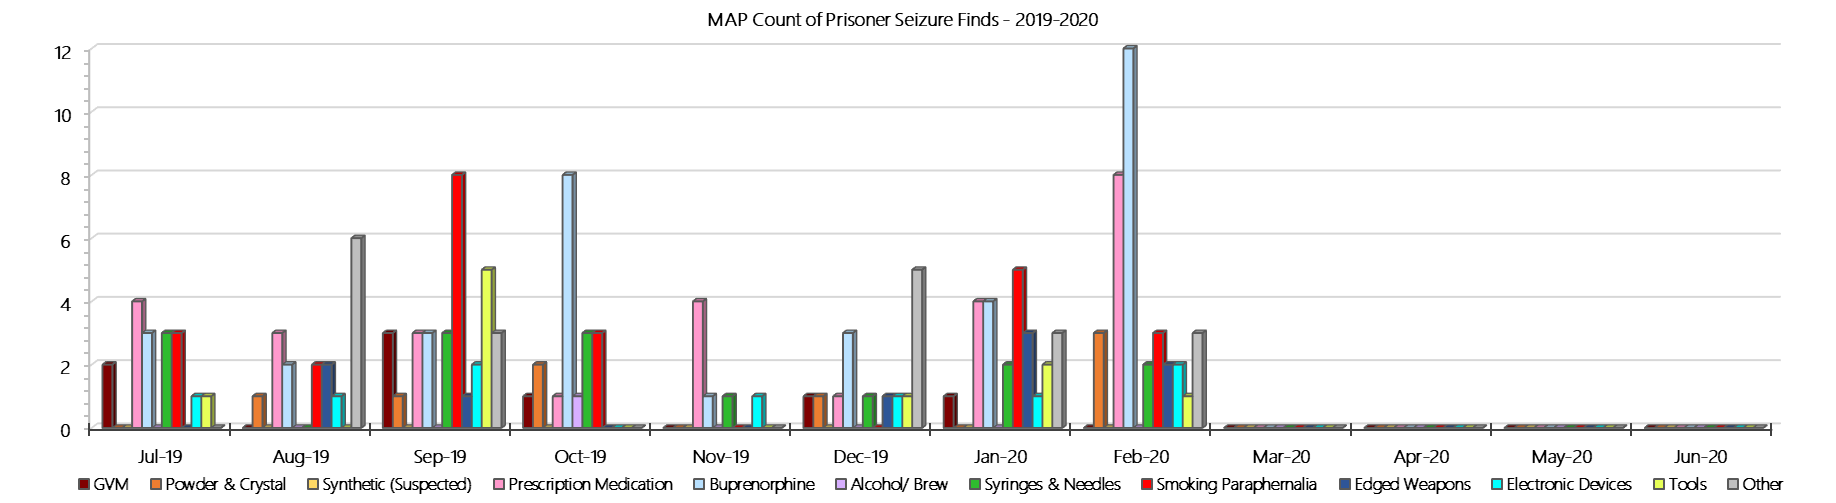 MAP Count of Prisoner Seizure Finds - 2019-2020
12
10
8
6
4
2
0
Jul-19 Aug-19 Sep-19 Oct-19 Nov-19 Dec-19 Jan-20 Feb-20 Mar-20 Apr-20 May-20 Jun-20
GVM Powder & Crystal Synthetic (Suspected) Prescription Medication Buprenorphine Alcohol/ Brew Syringes & Needles Smoking Paraphernalia Edged Weapons Electronic Devices Tools Other